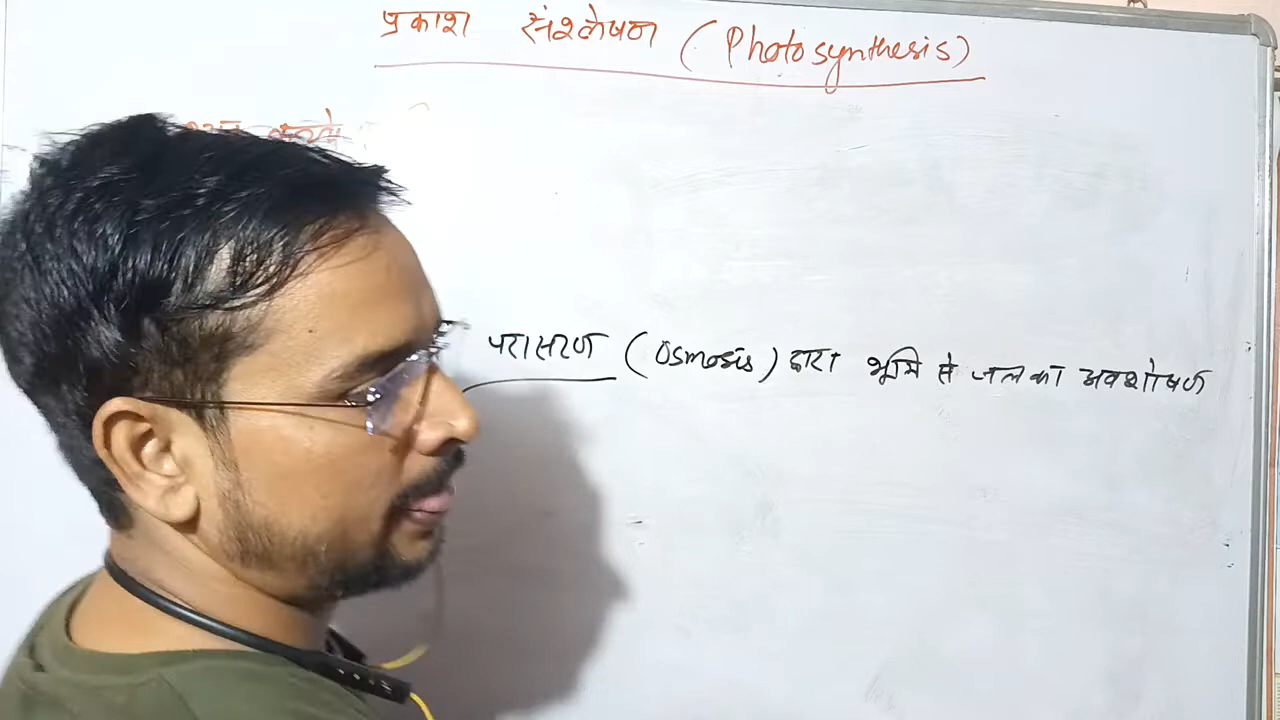 प्रकाश संश्लेषण (Photosynthesis)
परासरण (Osmosis) द्वारा भूमि से जल का अवशोषण